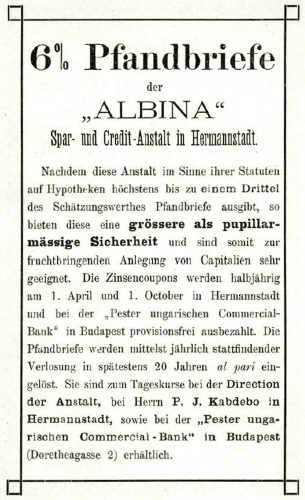 6% Pfandbriefe
der
„ALBINA“
Spar- und Credit-Anstalt in Hermannstadt.
Nachdem diese Anstalt im Sinne ihrer Statuten
auf Hypotheken höchstens bis zu einem Drittel
des Schätzungswerthes Pfandbriefe ausgibt, so
bieten diese eine grössere als pupillar-
mässige Sicherheit und sind somit zur
fruchtbringenden Anlegung von Capitalien sehr
geeignet. Die Zinsencoupons werden halbjährig
am 1. April und 1. October in Hermannstadt
und bei der „Pester ungarischen Commercial-
Bank“ in Budapest provisionsfrei ausbezahlt. Die
Pfandbriefe werden mittelst jährlich stattfindender
Verlosung in spätestens 20 Jahren al pari ein-
gelöst. Sie sind zum Tageskurse bei der Direction
der Anstalt, bei Herrn P. J. Kabdebo in
Hermannstadt, sowie bei der „Pester unga-
rischen Commercial-Bank“ in Budapest
(Doretheagasse 2) erhältlich.